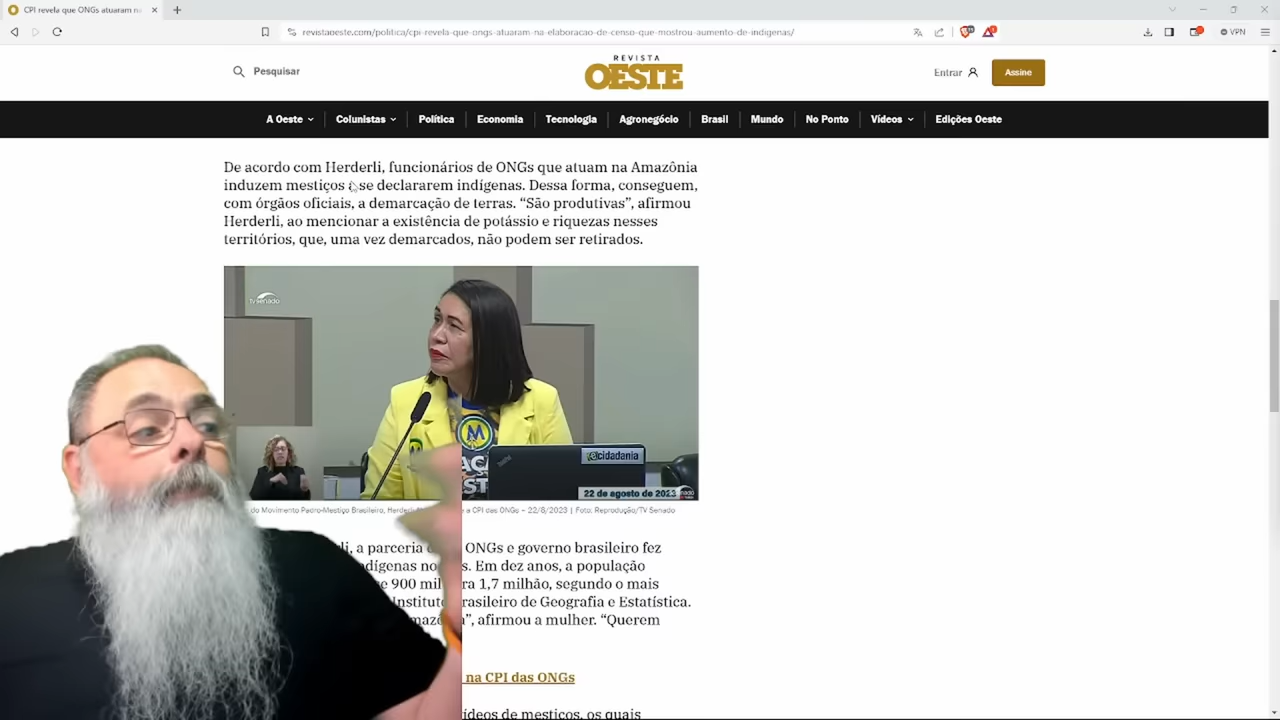 CPI revela que ONGs atuaram na
revistaoeste.com/politica/cpi-revela-que-ongs-atuaram-na-elaboracao-de-censo-que-mostrou-aumento-de-indigenas/
VPN
Pesquisar
REVISTA
OESTE
Entrar
Assine
A Oeste
Colunistas
Política
Economia
Tecnologia
Agronegócio
Brasil
Mundo
No Ponto
Vídeos
Edições Oeste
De acordo com Herderli, funcionários de ONGs que atuam na Amazônia
induzem mestiços a se declararem indígenas. Dessa forma, conseguem,
com órgãos oficiais, a demarcação de terras. “São produtivas”, afirmou
Herderli, ao mencionar a existência de potássio e riquezas nesses
territórios, que, uma vez demarcados, não podem ser retirados.
tv senado
M
@cidadania
22 de agosto de 2023
do Movimento Pardo-Mestiço Brasileiro, a CPI das ONGs – 22/8/2023 | Foto: Reprodução/TV Senado
a parceria ONGs e governo brasileiro fez
Em dez anos, a população
900 mil 1,7 milhão, segundo o mais
Instituto Brasileiro de Geografia e Estatística.
afirmou a mulher. “Querem
na CPI das ONGs
vídeos de mestiços, os quais